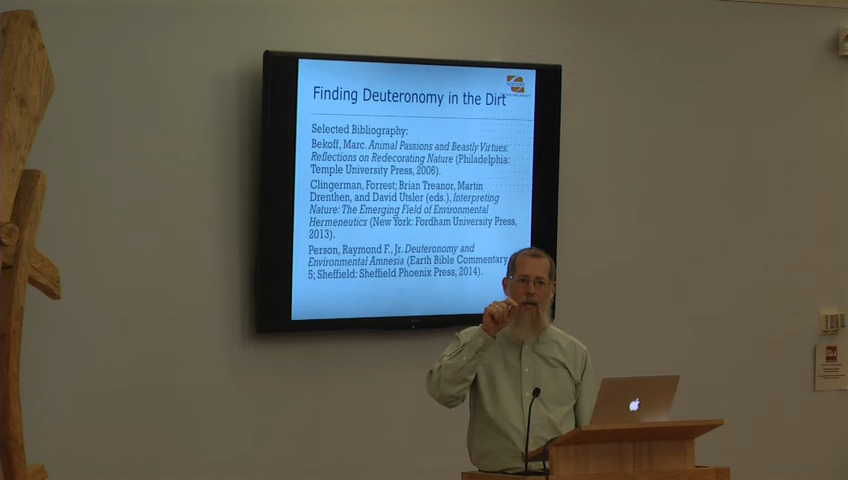 Finding Deuteronomy in the Dirt
Selected Bibliography:
Bekoff, Marc. Animal Passions and Beastly Virtues:
Reflections on Redecorating Nature (Philadelphia:
Temple University Press, 2006).
Clingerman, Forrest; Brian Treanor, Martin
Drenthen, and David Utsler (eds.), Interpreting
Nature: The Emerging Field of Environmental
Hermeneutics (New York: Fordham University Press,
2013).
Person, Raymond F., Jr. Deuteronomy and
Environmental Amnesia (Earth Bible Commentary
5; Sheffield: Sheffield Phoenix Press, 2014).